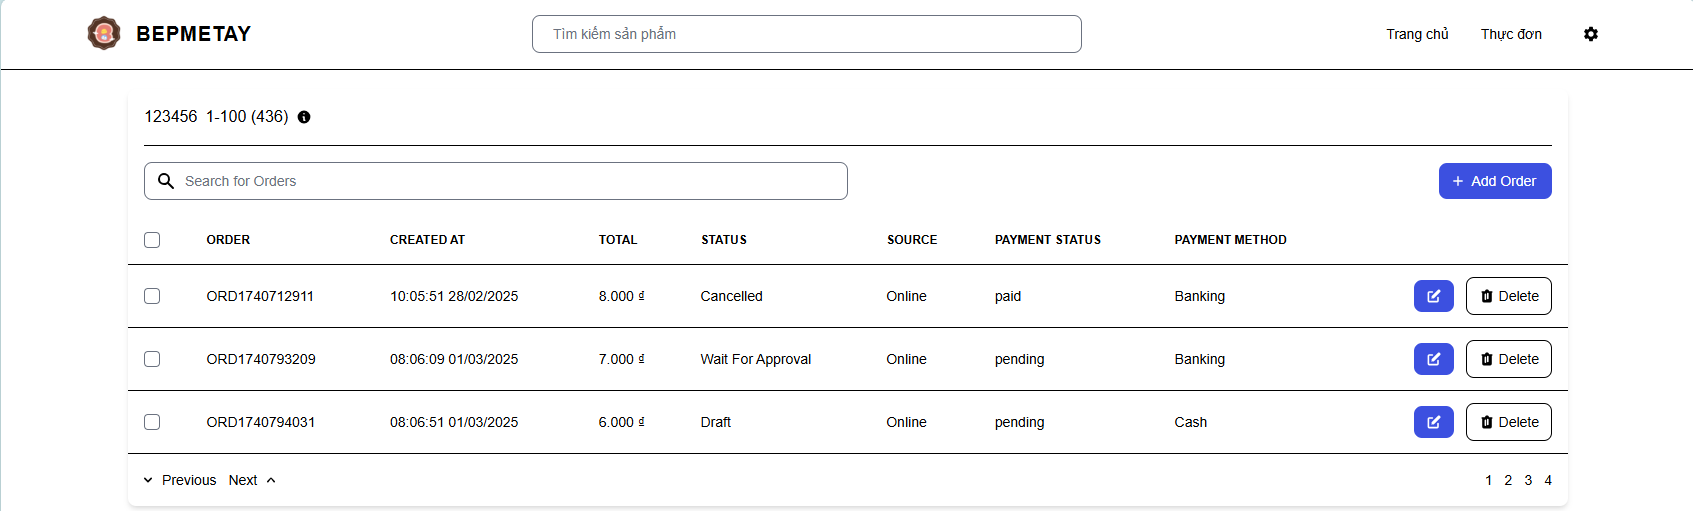 BEPMETAY Tìm kiếm sản phẩm Trang chủ Thực đơn
123456 1-100 (436)
Search for Orders + Add Order
ORDER CREATED AT TOTAL STATUS SOURCE PAYMENT STATUS PAYMENT METHOD
ORD1740712911 10:05:51 28/02/2025 8.000 ₫ Cancelled Online paid Banking Delete
ORD1740793209 08:06:09 01/03/2025 7.000 ₫ Wait For Approval Online pending Banking Delete
ORD1740794031 08:06:51 01/03/2025 6.000 ₫ Draft Online pending Cash Delete
Previous Next 1 2 3 4